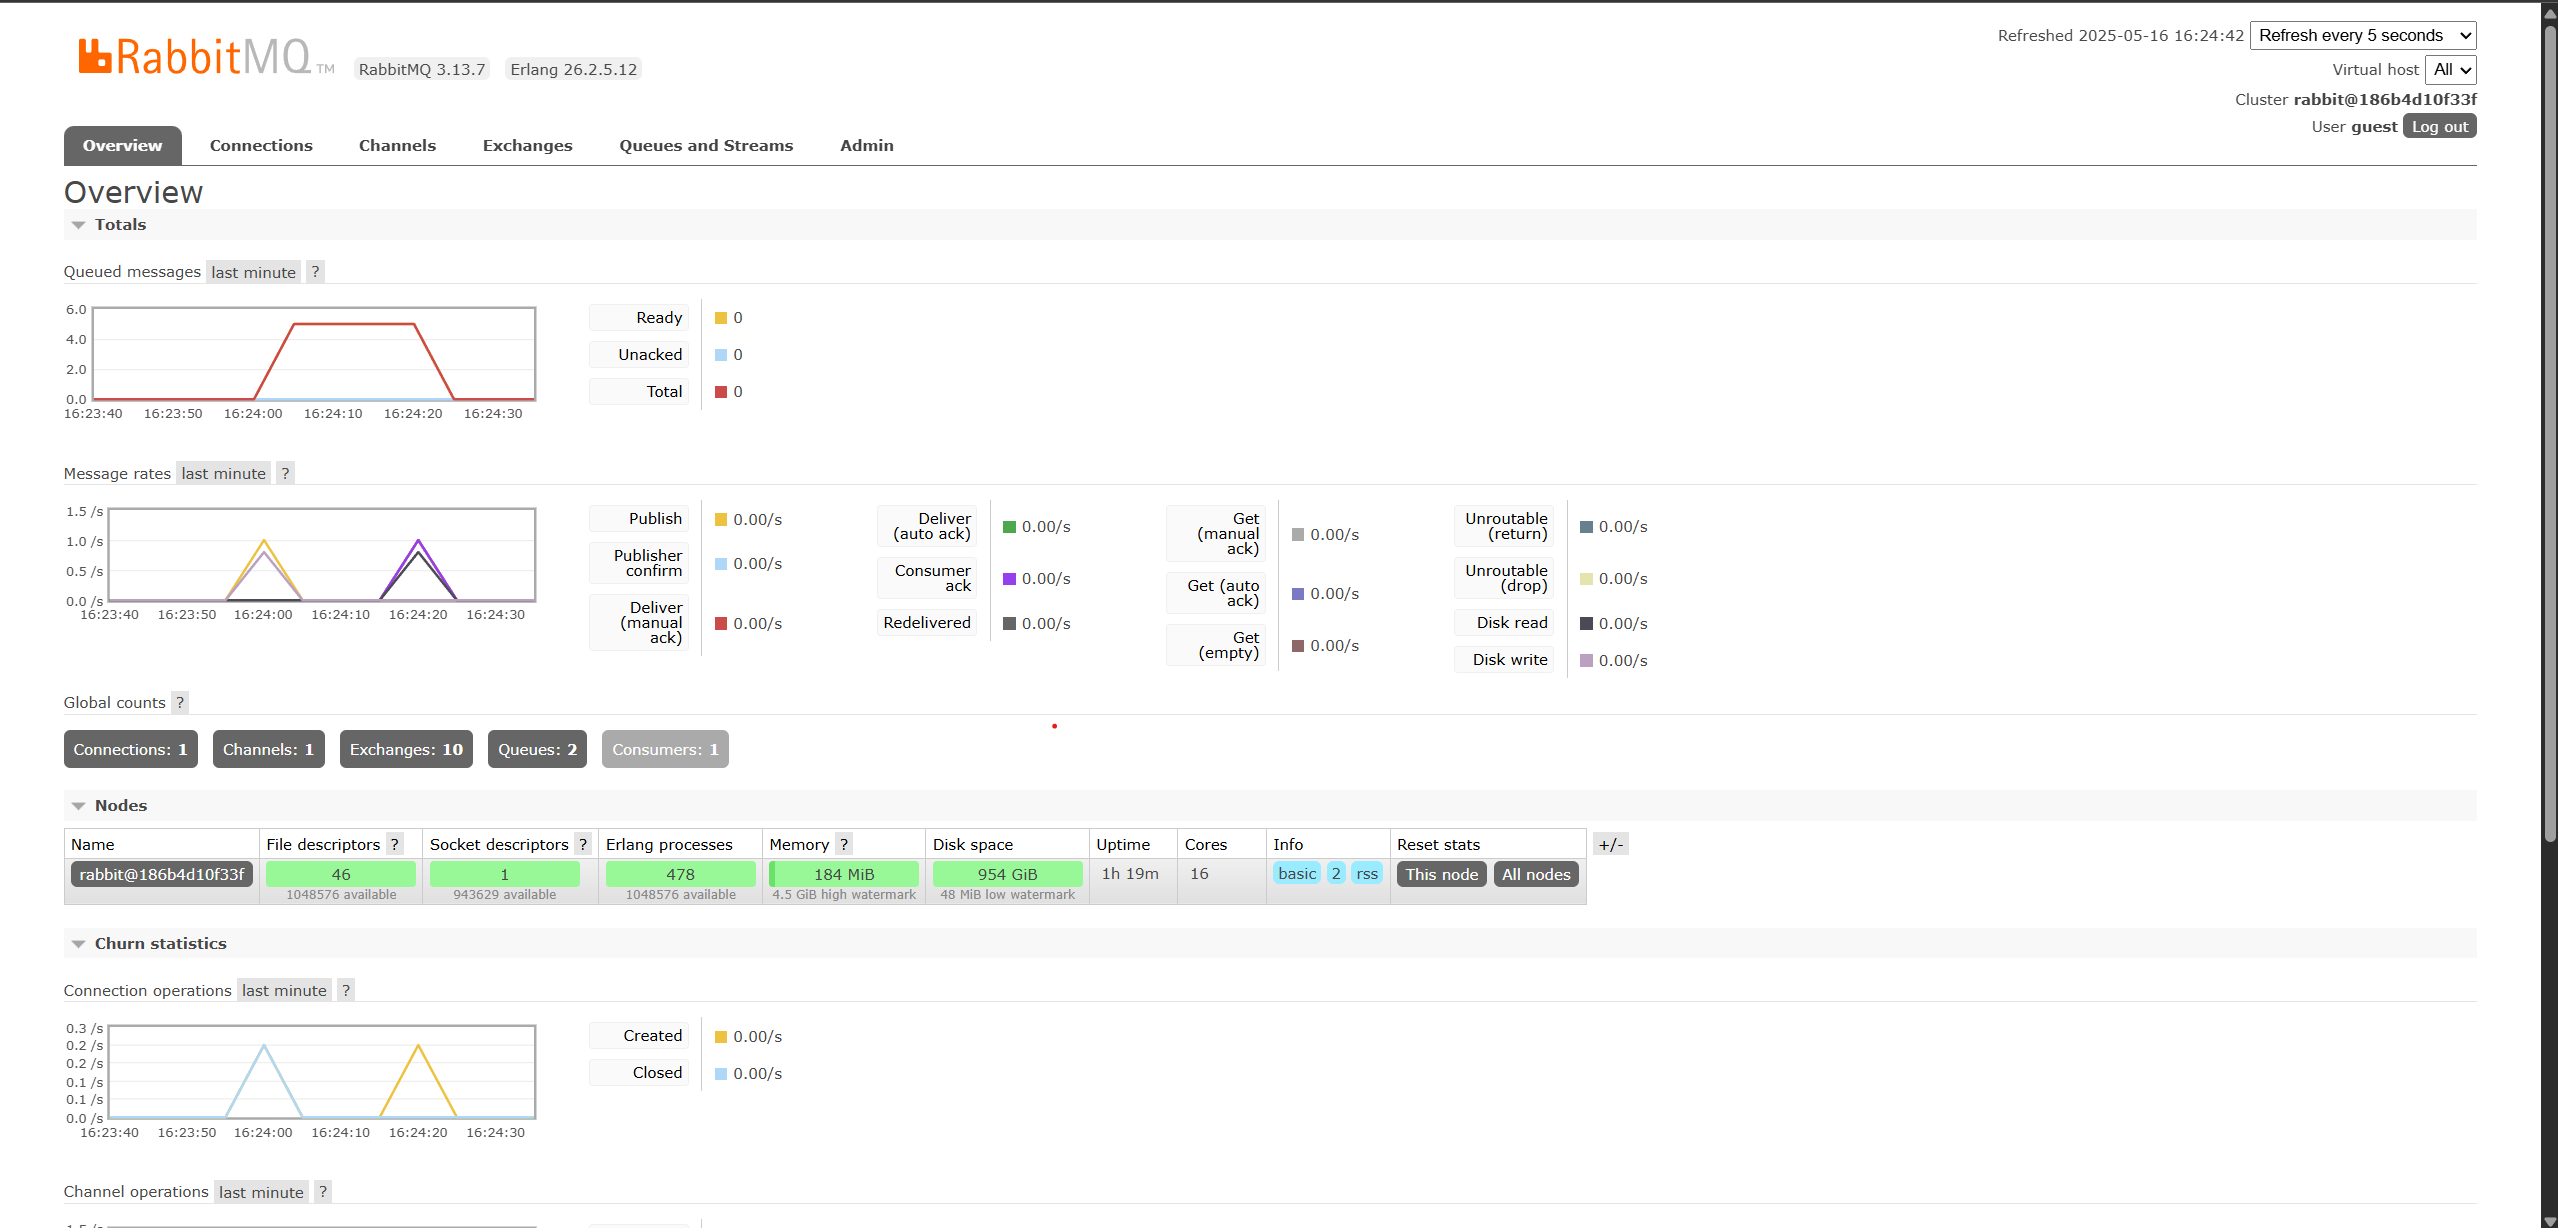 RabbitMQ TM RabbitMQ 3.13.7 Erlang 26.2.5.12
Refreshed 2025-05-16 16:24:42 Refresh every 5 seconds
Virtual host All
Cluster rabbit@186b4d10f33f
User guest Log out
Overview Connections Channels Exchanges Queues and Streams Admin
Overview
Totals
Queued messages last minute ?
6.0
4.0
2.0
0.0
16:23:40 16:23:50 16:24:00 16:24:10 16:24:20 16:24:30
Ready 0
Unacked 0
Total 0
Message rates last minute ?
1.5 /s
1.0 /s
0.5 /s
0.0 /s
16:23:40 16:23:50 16:24:00 16:24:10 16:24:20 16:24:30
Publish 0.00/s
Publisher
confirm 0.00/s
Deliver
(manual
ack) 0.00/s
Deliver
(auto ack) 0.00/s
Consumer
ack 0.00/s
Redelivered 0.00/s
Get
(manual
ack) 0.00/s
Get (auto
ack) 0.00/s
Get
(empty) 0.00/s
Unroutable
(return) 0.00/s
Unroutable
(drop) 0.00/s
Disk read 0.00/s
Disk write 0.00/s
Global counts ?
Connections: 1 Channels: 1 Exchanges: 10 Queues: 2 Consumers: 1
Nodes
Name File descriptors ? Socket descriptors ? Erlang processes Memory ? Disk space Uptime Cores Info Reset stats +/-
rabbit@186b4d10f33f 46 1 478 184 MiB 954 GiB 1h 19m 16 basic 2 rss This node All nodes
1048576 available 943629 available 1048576 available 4.5 GiB high watermark 48 MiB low watermark
Churn statistics
Connection operations last minute ?
0.3 /s
0.2 /s
0.2 /s
0.1 /s
0.1 /s
0.0 /s
16:23:40 16:23:50 16:24:00 16:24:10 16:24:20 16:24:30
Created 0.00/s
Closed 0.00/s
Channel operations last minute ?